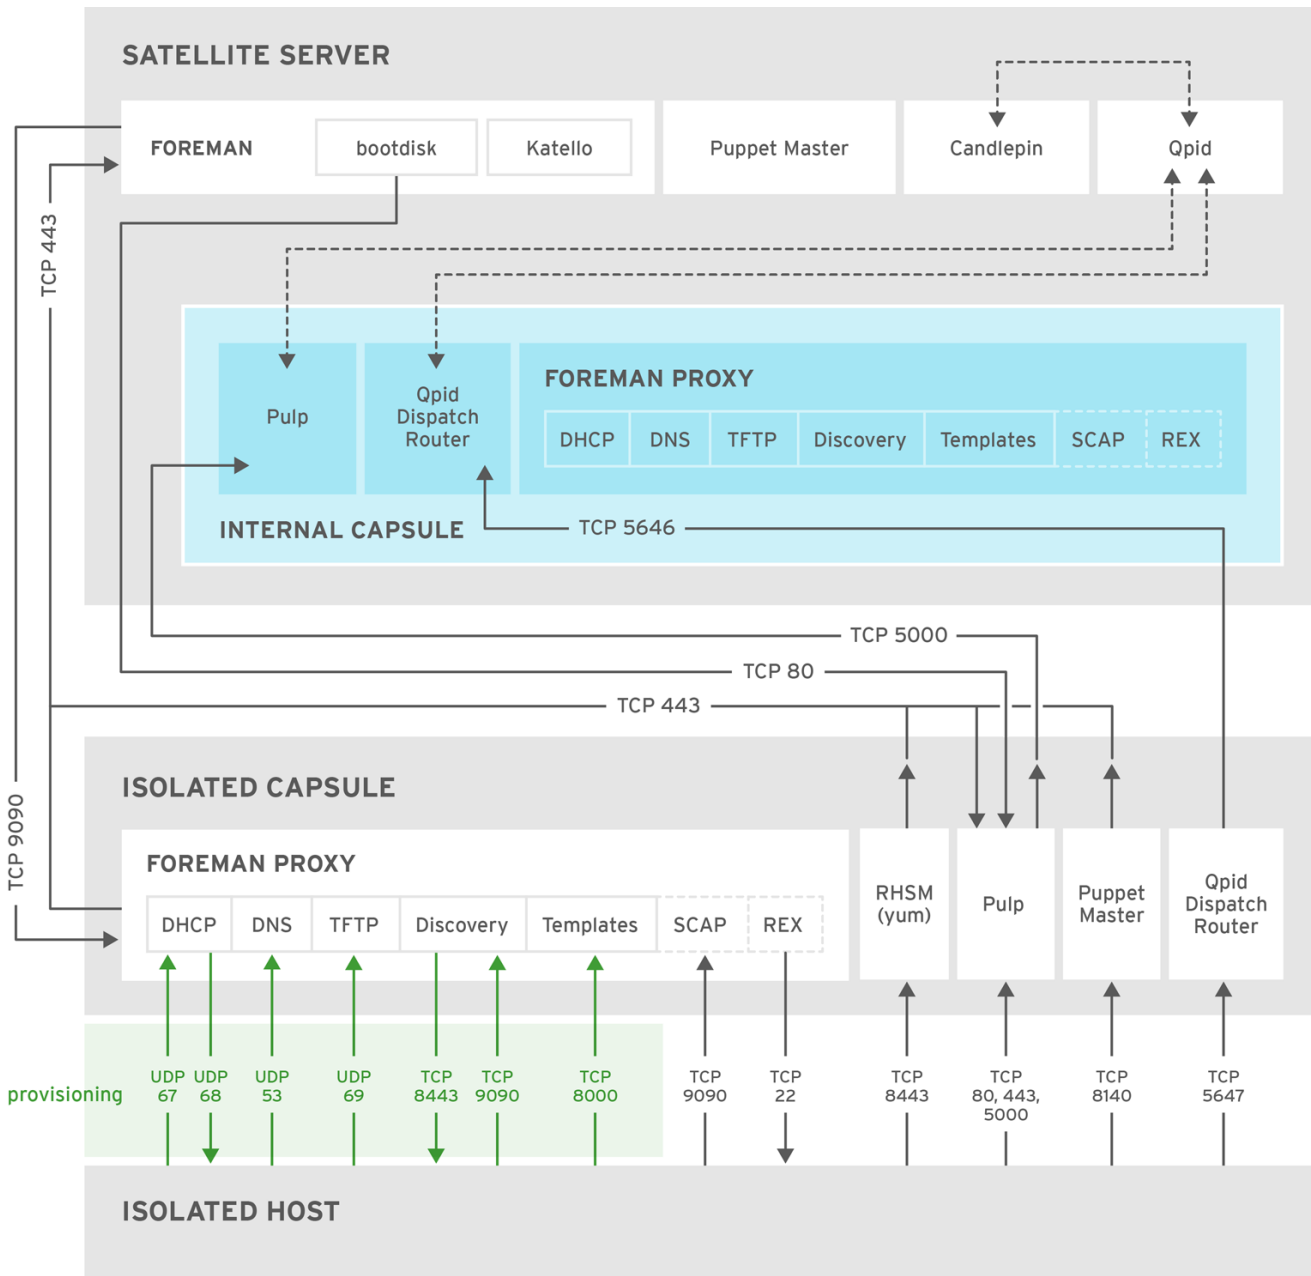 SATELLITE SERVER
FOREMAN
bootdisk
Katello
Puppet Master
Candlepin
Qpid
TCP 443
Pulp
Qpid
Dispatch
Router
FOREMAN PROXY
DHCP
DNS
TFTP
Discovery
Templates
SCAP
REX
INTERNAL CAPSULE
TCP 5646
TCP 5000
TCP 80
TCP 443
TCP 9090
ISOLATED CAPSULE
FOREMAN PROXY
DHCP
DNS
TFTP
Discovery
Templates
SCAP
REX
RHSM
(yum)
Pulp
Puppet
Master
Qpid
Dispatch
Router
provisioning
UDP
67
UDP
68
UDP
53
UDP
69
TCP
8443
TCP
9090
TCP
8000
TCP
9090
TCP
22
TCP
8443
TCP
80, 443,
5000
TCP
8140
TCP
5647
ISOLATED HOST